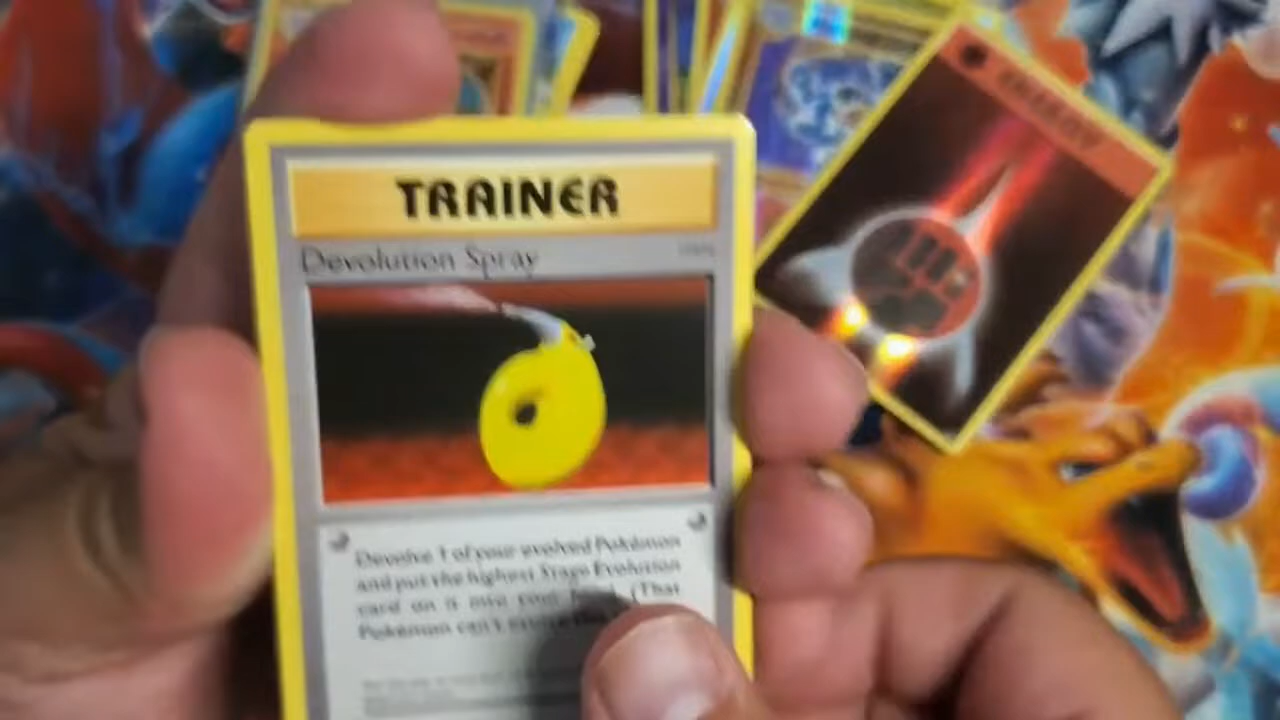 TRAINER
Devolution Spray
ENERGY
Devolve 1 of your evolved Pokémon
and put the highest Stage Evolution
card on it into your hand. (That
Pokémon can't evolve this